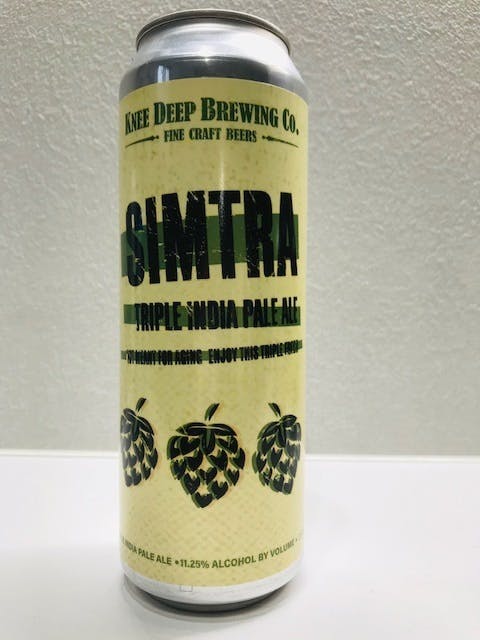 KNEE DEEP BREWING CO.
FINE CRAFT BEERS
SIMTRA
TRIPLE INDIA PALE ALE
MEANT FOR AGING ENJOY THIS TRIPLE
INDIA PALE ALE •11.25% ALCOHOL BY VOLUME •